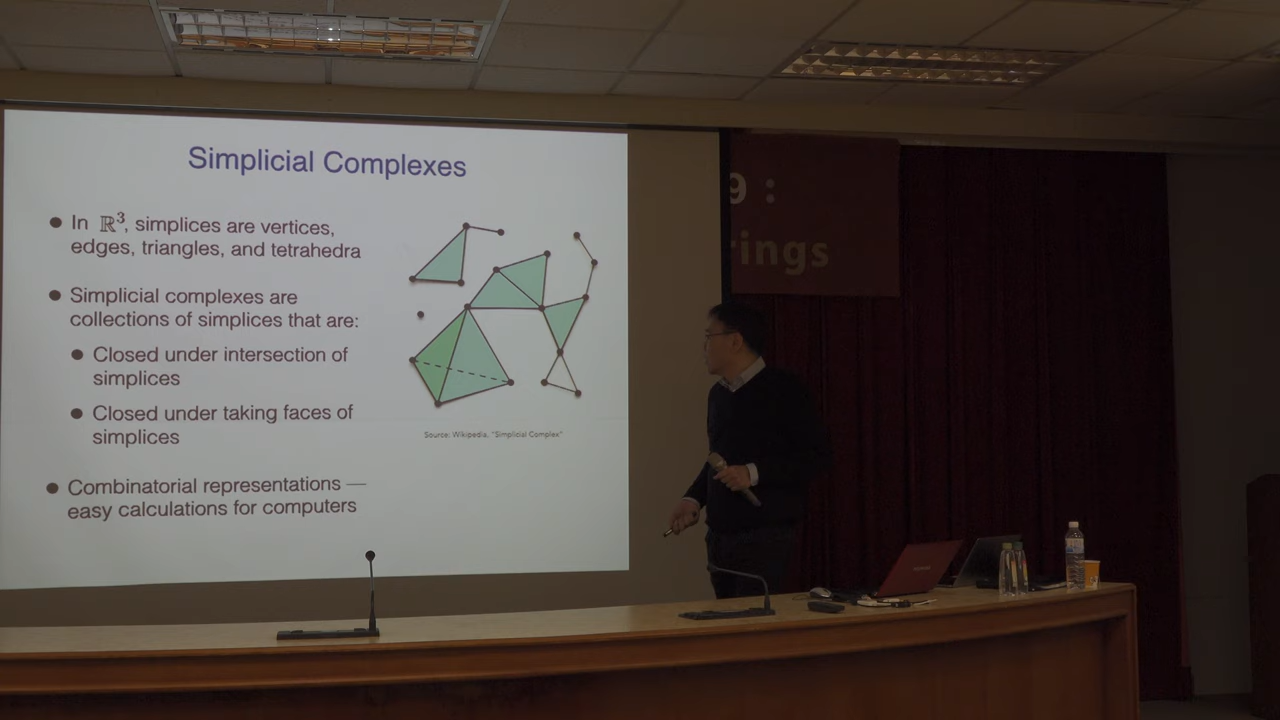 Simplicial Complexes
● In ℝ³, simplices are vertices,
edges, triangles, and tetrahedra
● Simplicial complexes are
collections of simplices that are:
● Closed under intersection of
simplices
● Closed under taking faces of
simplices
● Combinatorial representations —
easy calculations for computers
Source: Wikipedia, "Simplicial Complex"
9 :
rings